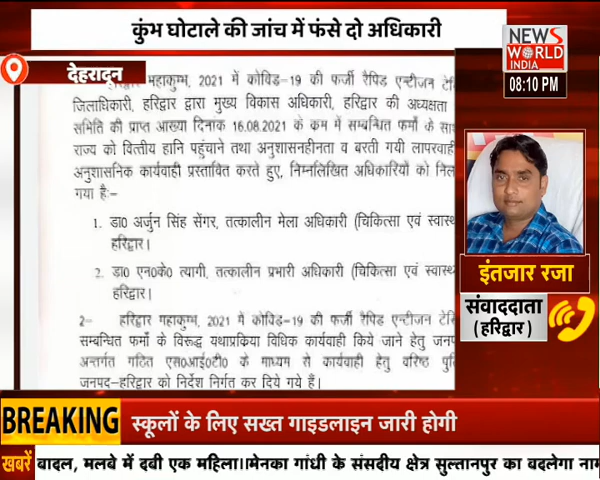 कुंभ घोटाले की जांच में फंसे दो अधिकारी
NEWS
WORLD
INDIA
08:10 PM
देहरादून
महाकुम्भ, 2021 में कोविड–19 की फर्जी रैपिड एन्टीजन
जिलाधिकारी, हरिद्वार द्वारा मुख्य विकास अधिकारी, हरिद्वार की अध्यक्षता
समिति की प्राप्त आख्या दिनाक 16.08.2021 के क्रम में सम्बन्धित फर्मों के
राज्य को वित्तीय हानि पहुंचाने तथा अनुशासनहीनता व बरती गयी लापरवाही
अनुशासनिक कार्यवाही प्रस्तावित करते हुए, निम्नलिखित अधिकारियों को
गया है:–
1. डा0 अर्जुन सिंह सेंगर, तत्कालीन मेला अधिकारी (चिकित्सा एवं
हरिद्वार।
2. डा0 एन0के0 त्यागी, तत्कालीन प्रभारी अधिकारी (चिकित्सा एवं
हरिद्वार।
2– हरिद्वार महाकुम्भ, 2021 में कोविड–19 की फर्जी रैपिड एन्टीजन
सम्बन्धित फर्मों के विरूद्ध यथाप्रक्रिया विधिक कार्यवाही किये जाने हेतु
अन्तर्गत गठित एस0आई0टी0 के माध्यम से कार्यवाही हेतु वरिष्ठ
जनपद–हरिद्वार को निर्देश निर्गत कर दिये गये हैं।
इंतजार रजा
संवाददाता
(हरिद्वार)
BREAKING स्कूलों के लिए सख्त गाइडलाइन जारी होगी
खबरें बादल, मलबे में दबी एक महिला।।मेनका गांधी के संसदीय क्षेत्र सुल्तानपुर का बदलेगा